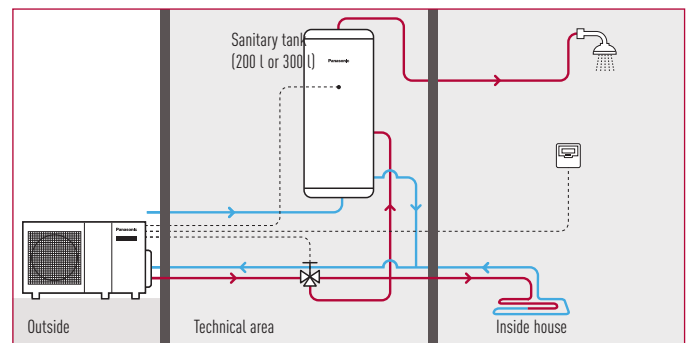 Sanitary tank
(200 l or 300 l)
Panasonic
Panasonic
Outside
Technical area
Inside house